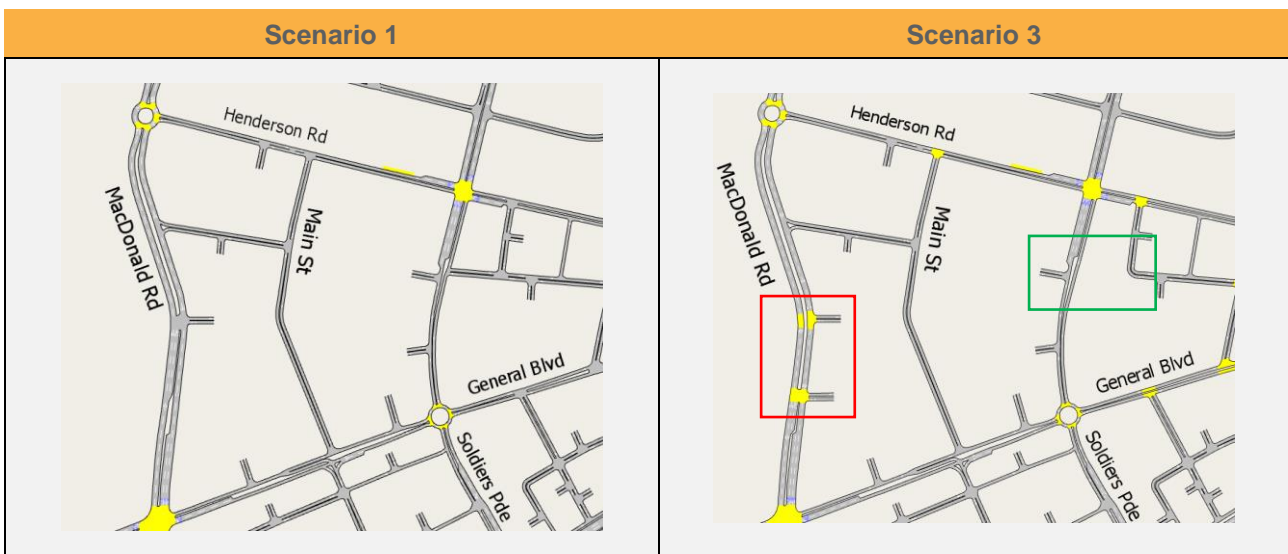 Scenario 1
Scenario 3
Henderson Rd
MacDonald Rd
Main St
General Blvd
Soldiers Pde
Henderson Rd
MacDonald Rd
Main St
General Blvd
Soldiers Pde